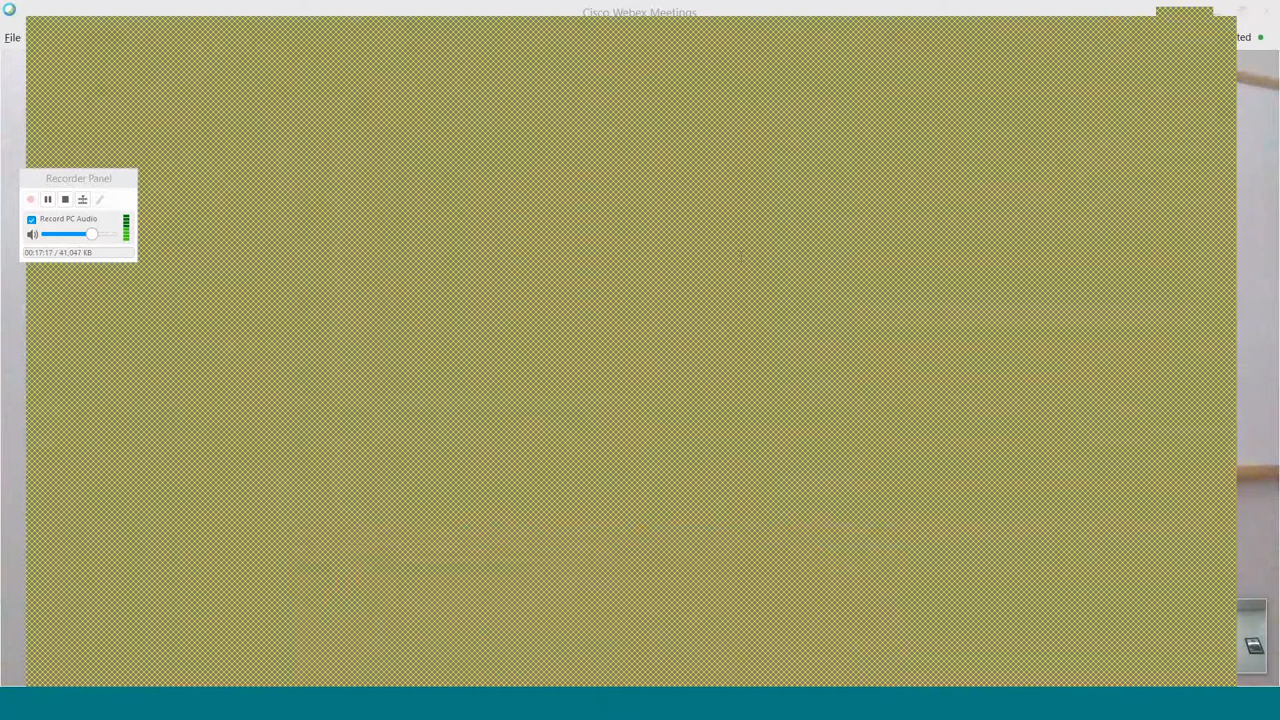 Cisco Webex Meetings
File
ted
Recorder Panel
Record PC Audio
00:17:17 / 41,047 KB